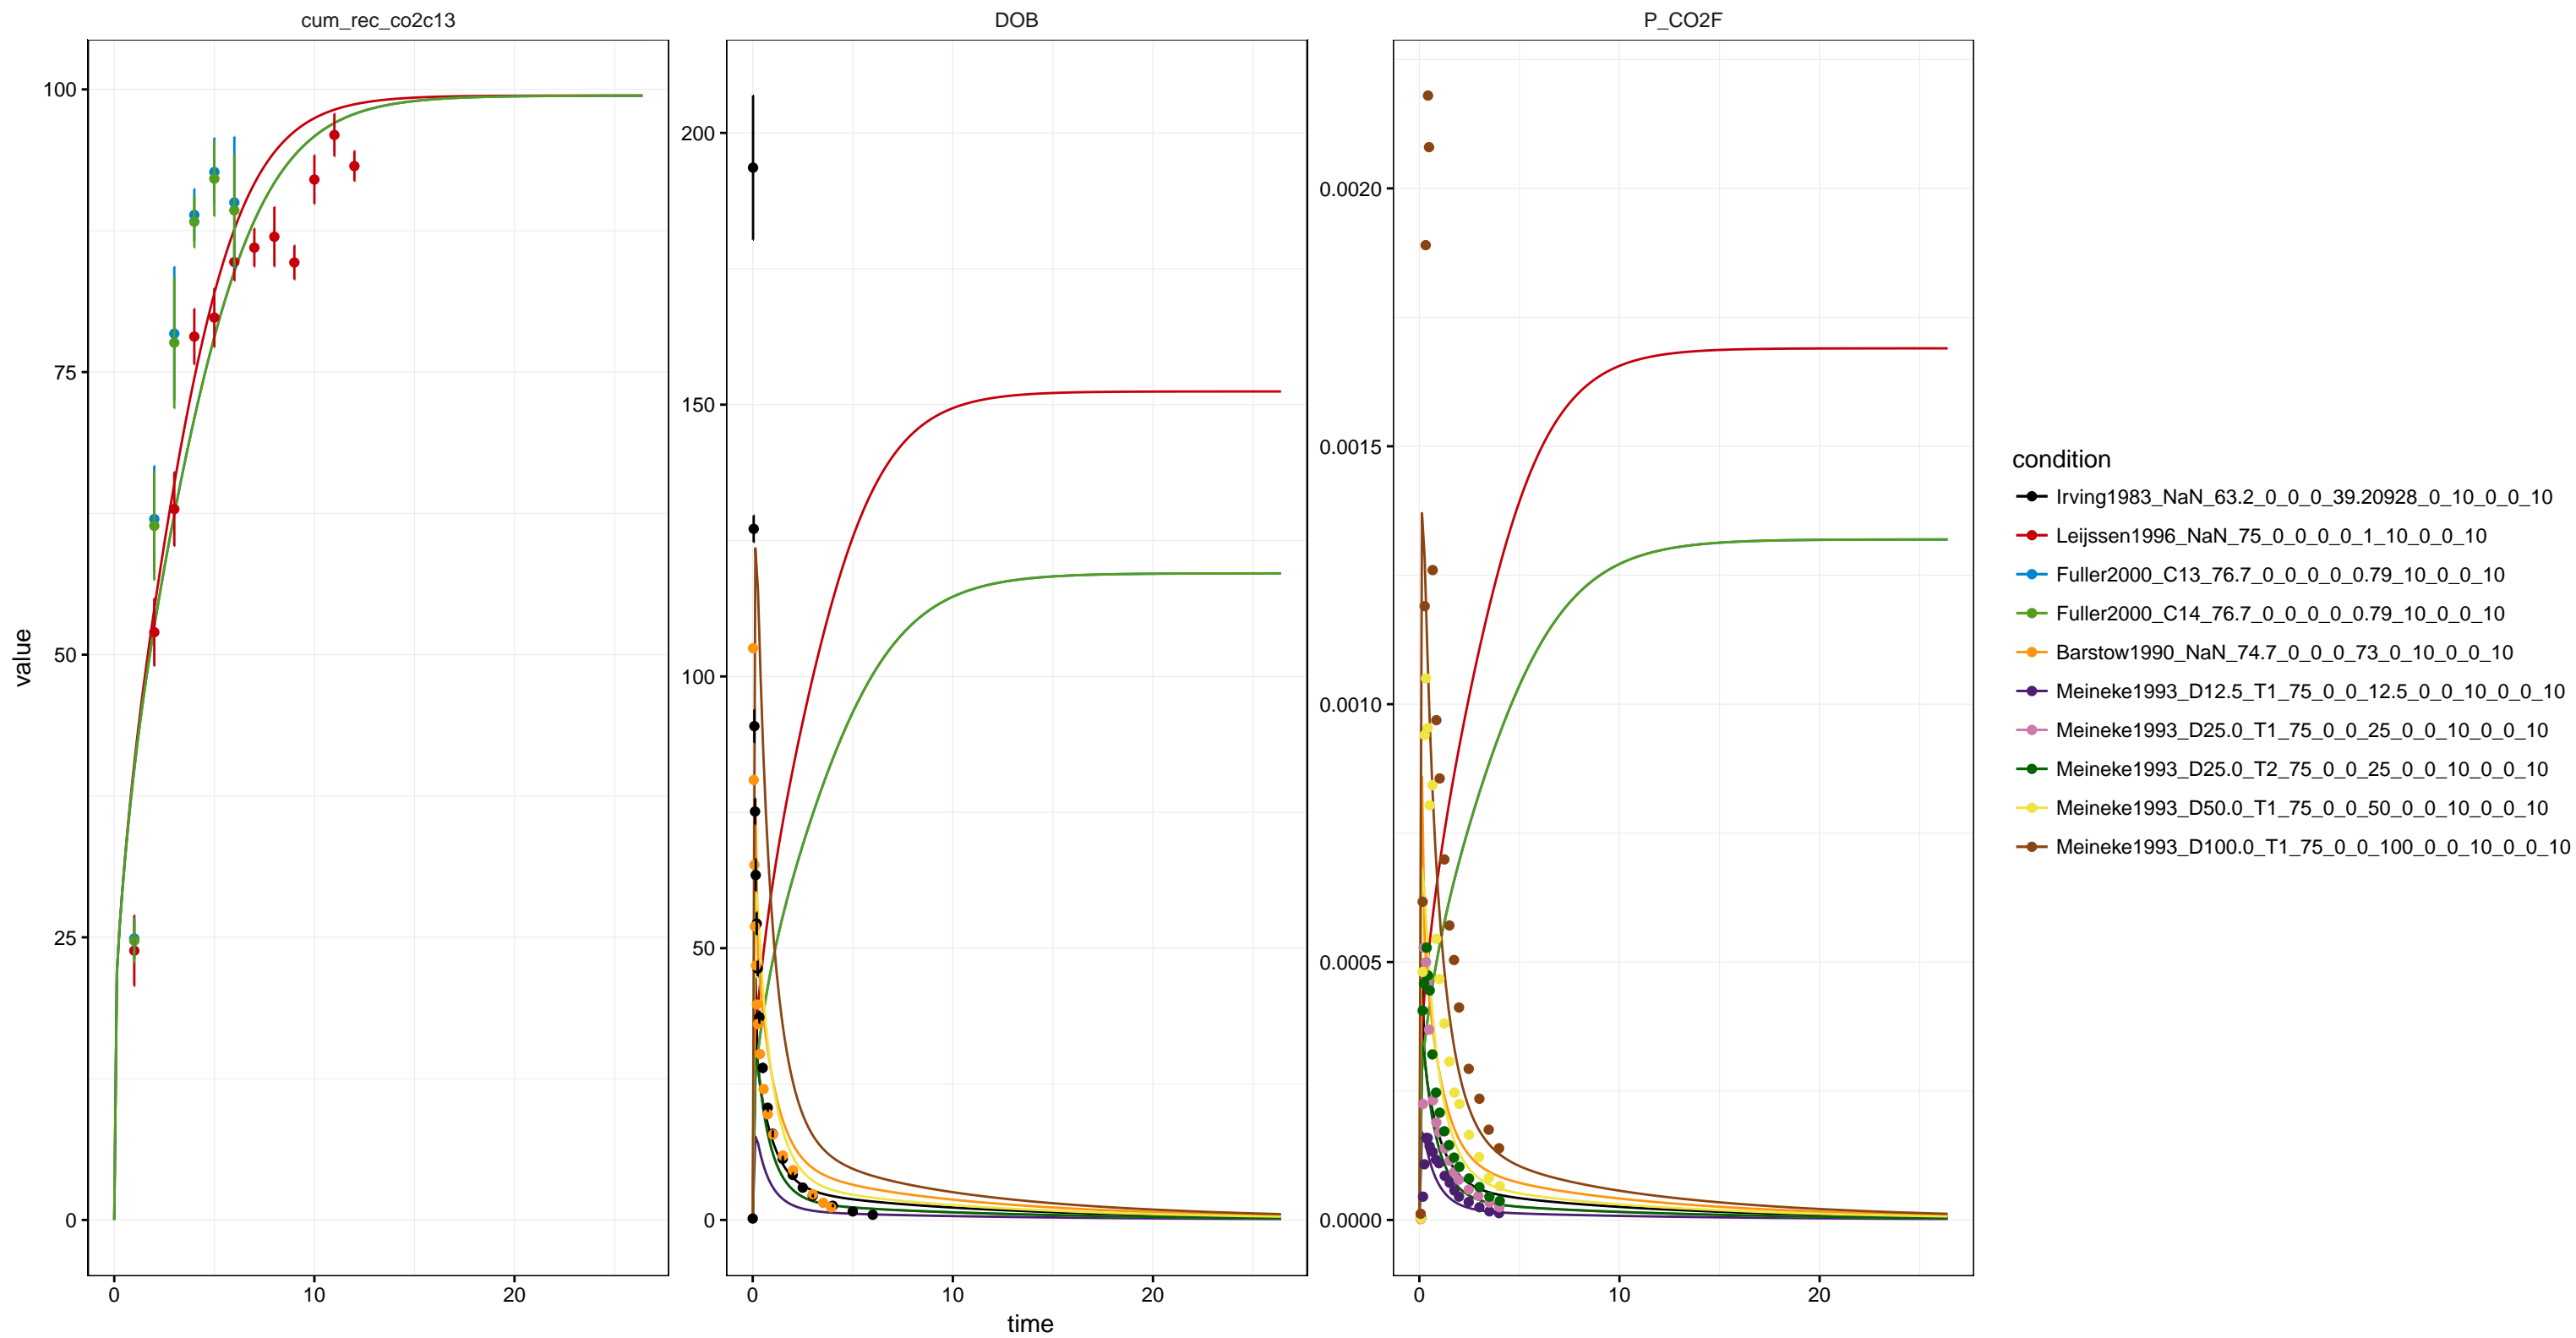 cum_rec_co2c13
DOB
P_CO2F
value
100
75
50
25
0
200
150
100
50
0
0.0020
0.0015
0.0010
0.0005
0.0000
0 10 20
0 10 20
0 10 20
time
condition
Irving1983_NaN_63.2_0_0_0_39.20928_0_10_0_0_10
Leijssen1996_NaN_75_0_0_0_0_1_10_0_0_10
Fuller2000_C13_76.7_0_0_0_0_0.79_10_0_0_10
Fuller2000_C14_76.7_0_0_0_0_0.79_10_0_0_10
Barstow1990_NaN_74.7_0_0_0_73_0_10_0_0_10
Meineke1993_D12.5_T1_75_0_0_12.5_0_0_10_0_0_10
Meineke1993_D25.0_T1_75_0_0_25_0_0_10_0_0_10
Meineke1993_D25.0_T2_75_0_0_25_0_0_10_0_0_10
Meineke1993_D50.0_T1_75_0_0_50_0_0_10_0_0_10
Meineke1993_D100.0_T1_75_0_0_100_0_0_10_0_0_10